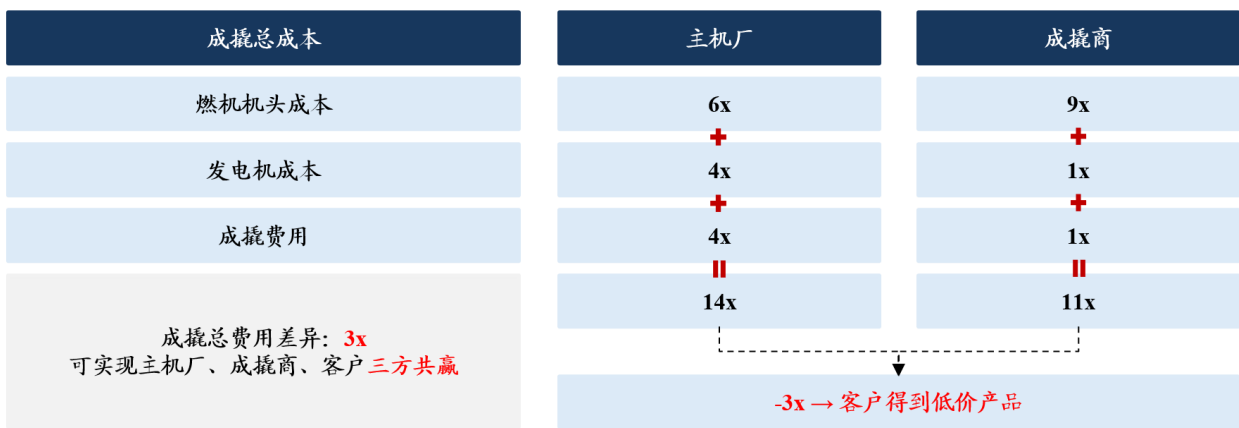 成撬总成本 主机厂 成撬商
燃机机头成本 6x 9x
+ +
发电机成本 4x 1x
+ +
成撬费用 4x 1x
= =
14x 11x
成撬总费用差异：3x
可实现主机厂、成撬商、客户三方共赢
-3x → 客户得到低价产品